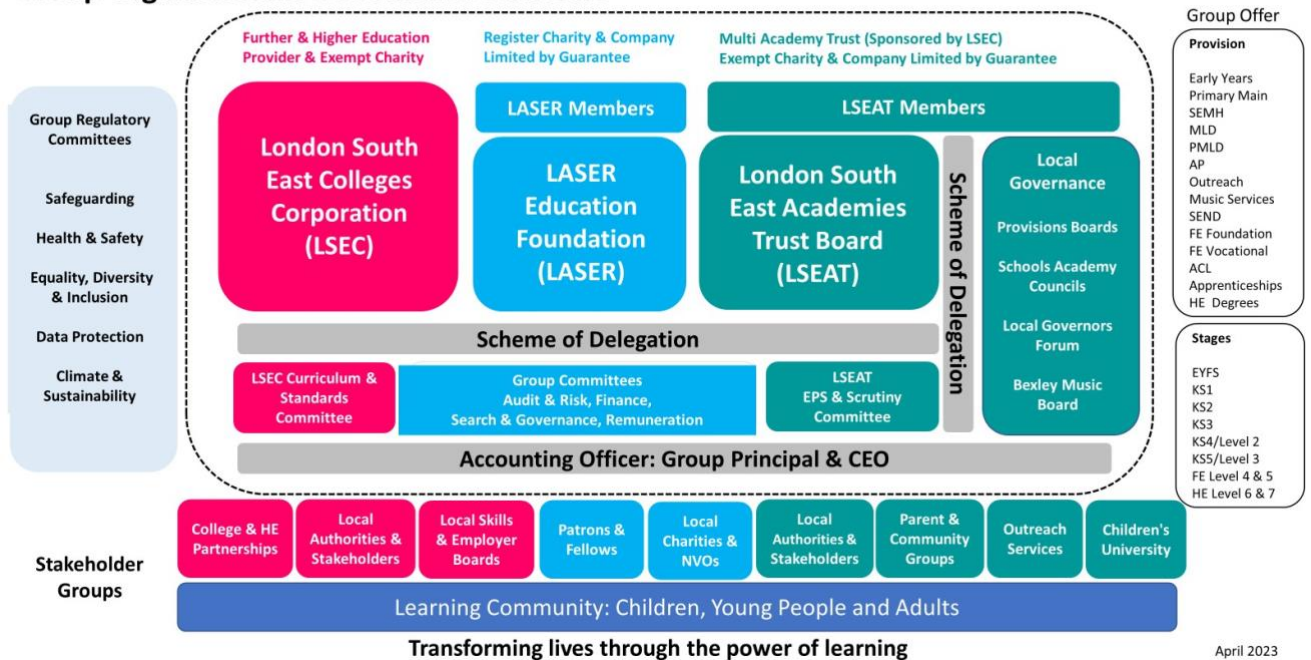 Group Offer
Further & Higher Education
Provider & Exempt Charity
Register Charity & Company
Limited by Guarantee
Multi Academy Trust (Sponsored by LSEC)
Exempt Charity & Company Limited by Guarantee
Group Regulatory
Committees
Safeguarding
Health & Safety
Equality, Diversity
& Inclusion
Data Protection
Climate &
Sustainability
London South
East Colleges
Corporation
(LSEC)
LASER Members
LASER
Education
Foundation
(LASER)
LSEAT Members
London South
East Academies
Trust Board
(LSEAT)
Scheme of Delegation
Local
Governance
Provisions Boards
Schools Academy
Councils
Local Governors
Forum
Bexley Music
Board
Scheme of Delegation
LSEC Curriculum &
Standards
Committee
Group Committees
Audit & Risk, Finance,
Search & Governance, Remuneration
LSEAT
EPS & Scrutiny
Committee
Accounting Officer: Group Principal & CEO
Provision
Early Years
Primary Main
SEMH
MLD
PMLD
AP
Outreach
Music Services
SEND
FE Foundation
FE Vocational
ACL
Apprenticeships
HE Degrees
Stages
EYFS
KS1
KS2
KS3
KS4/Level 2
KS5/Level 3
FE Level 4 & 5
HE Level 6 & 7
Stakeholder
Groups
College & HE
Partnerships
Local
Authorities &
Stakeholders
Local Skills
& Employer
Boards
Patrons &
Fellows
Local
Charities &
NVOs
Local
Authorities &
Stakeholders
Parent &
Community
Groups
Outreach
Services
Children's
University
Learning Community: Children, Young People and Adults
Transforming lives through the power of learning
April 2023